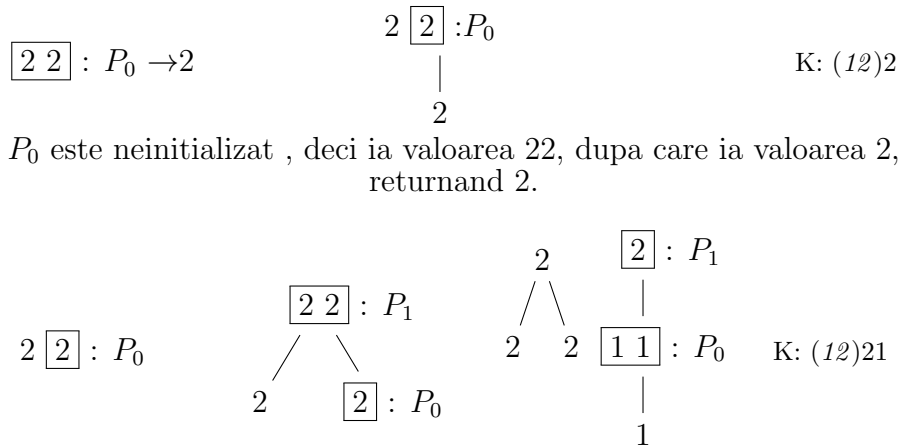 2 2 : P₀ →2
2 2 :P₀
2
K: (12)2
P₀ este neinitializat , deci ia valoarea 22, dupa care ia valoarea 2,
returnand 2.
2 2 : P₀
2 2 : P₁
2 2 : P₀
2 2 : P₁
2 2 1 1 : P₀
1
K: (12)21